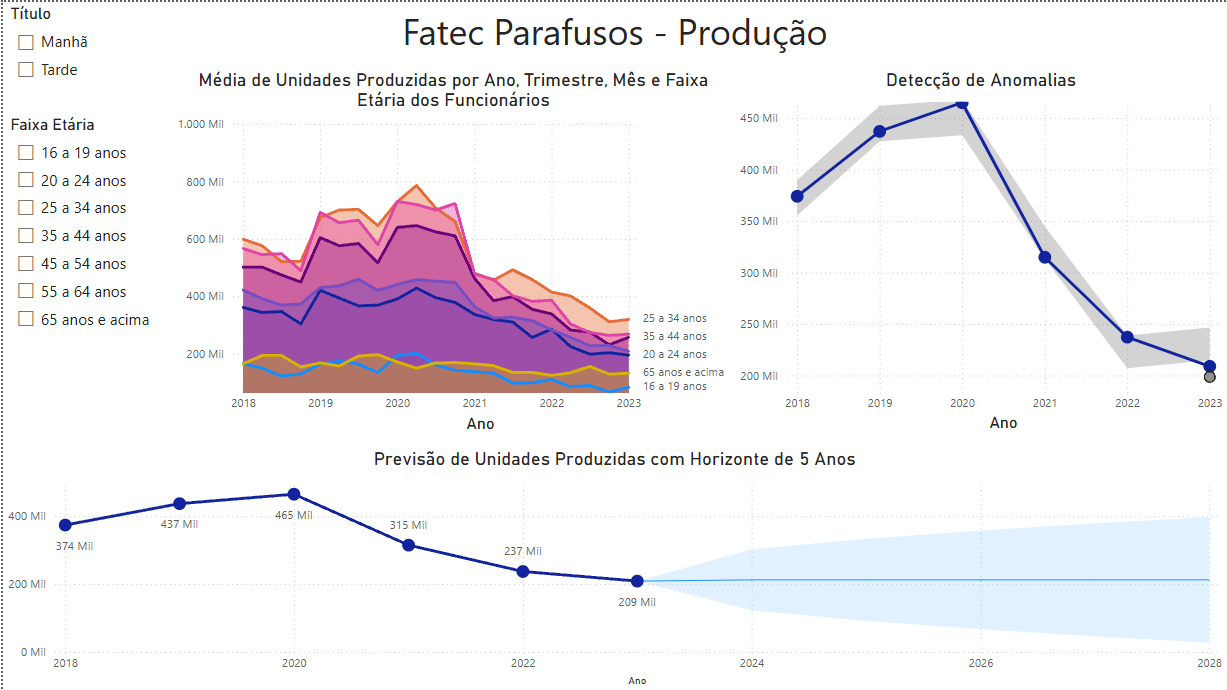 Título
Manhã
Tarde
Faixa Etária
16 a 19 anos
20 a 24 anos
25 a 34 anos
35 a 44 anos
45 a 54 anos
55 a 64 anos
65 anos e acima
Fatec Parafusos - Produção
Média de Unidades Produzidas por Ano, Trimestre, Mês e Faixa
Etária dos Funcionários
1.000 Mil
800 Mil
600 Mil
400 Mil
200 Mil
25 a 34 anos
35 a 44 anos
20 a 24 anos
65 anos e acima
16 a 19 anos
2018 2019 2020 2021 2022 2023
Ano
Detecção de Anomalias
450 Mil
400 Mil
350 Mil
300 Mil
250 Mil
200 Mil
2018 2019 2020 2021 2022 2023
Ano
Previsão de Unidades Produzidas com Horizonte de 5 Anos
400 Mil
200 Mil
0 Mil
374 Mil
437 Mil
465 Mil
315 Mil
237 Mil
209 Mil
2018 2020 2022 2024 2026 2028
Ano